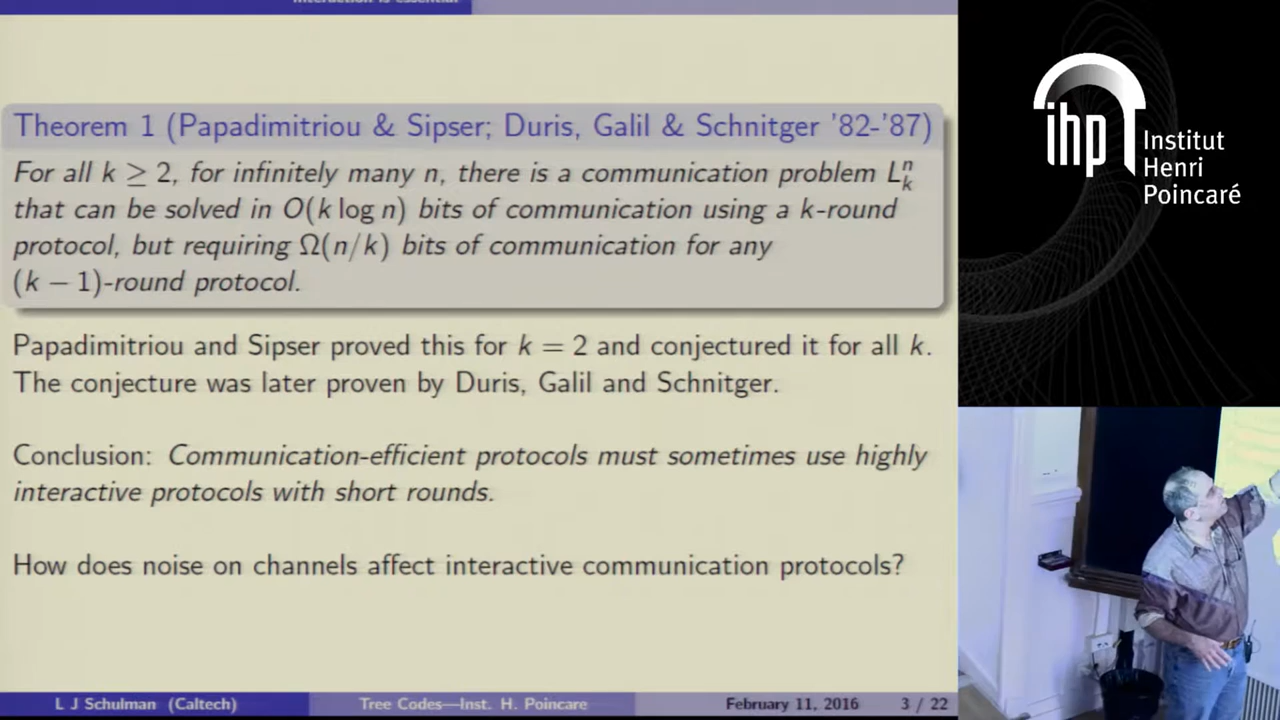 Interaction is essential
Theorem 1 (Papadimitriou & Sipser; Duris, Galil & Schnitger '82-'87)
For all k ≥ 2, for infinitely many n, there is a communication problem Lₖⁿ
that can be solved in O(k log n) bits of communication using a k-round
protocol, but requiring Ω(n/k) bits of communication for any
(k − 1)-round protocol.
Papadimitriou and Sipser proved this for k = 2 and conjectured it for all k.
The conjecture was later proven by Duris, Galil and Schnitger.
Conclusion: Communication-efficient protocols must sometimes use highly
interactive protocols with short rounds.
How does noise on channels affect interactive communication protocols?
L J Schulman (Caltech) Tree Codes—Inst. H. Poincare February 11, 2016 3 / 22
ihp
Institut
Henri
Poincaré